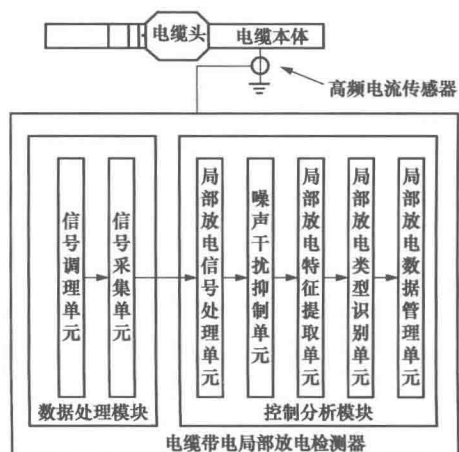 电缆头
电缆本体
高频电流传感器
信号调理单元
信号采集单元
局部放电信号处理单元
噪声干扰抑制单元
局部放电特征提取单元
局部放电类型识别单元
局部放电数据管理单元
数据处理模块
控制分析模块
电缆带电局部放电检测器